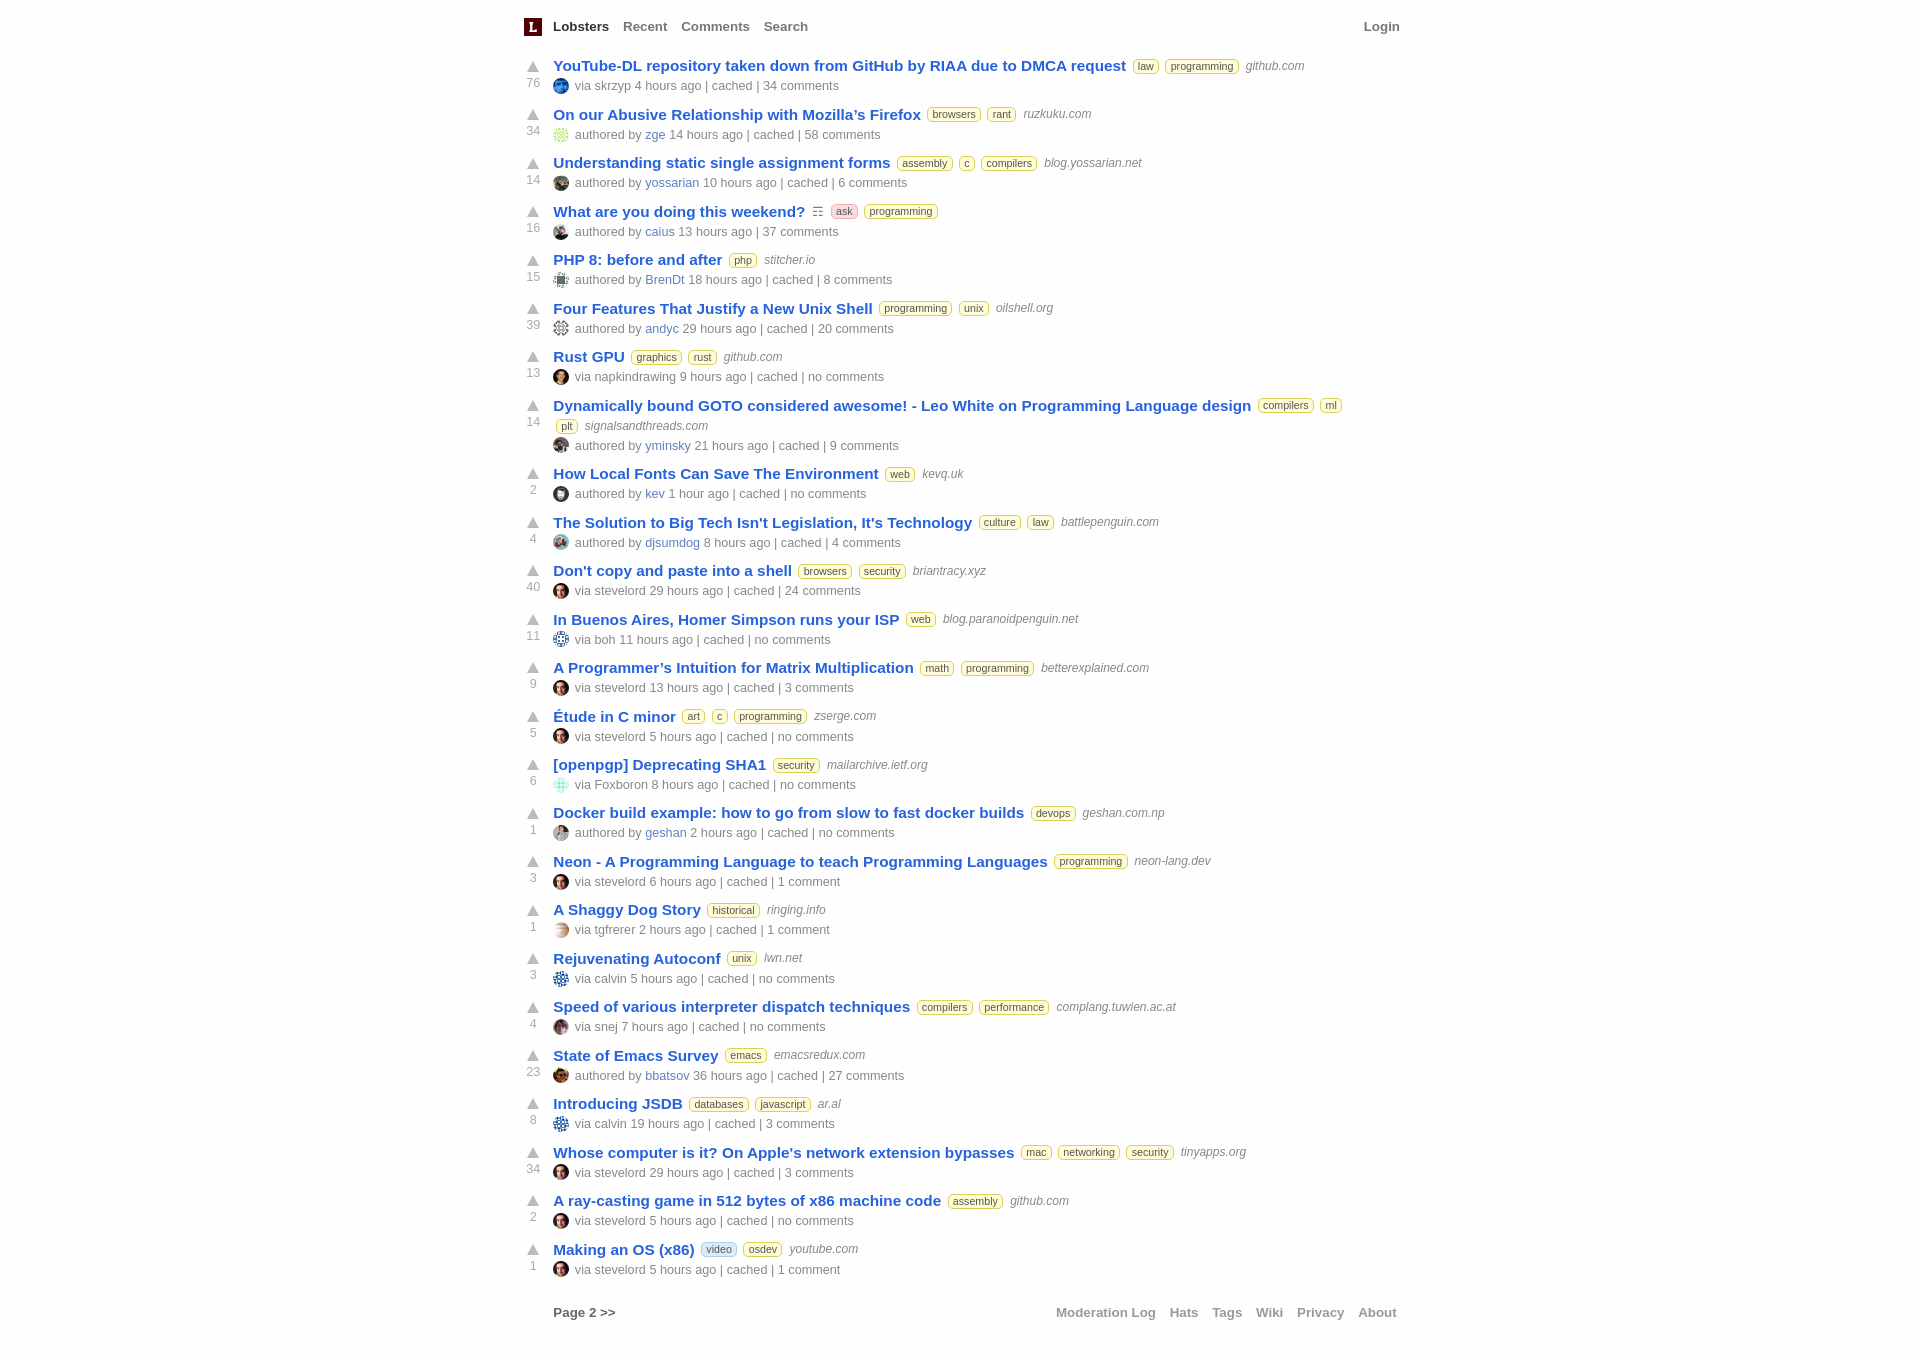 L Lobsters Recent Comments Search Login
YouTube-DL repository taken down from GitHub by RIAA due to DMCA request law programming github.com
76
via skrzyp 4 hours ago | cached | 34 comments
On our Abusive Relationship with Mozilla’s Firefox browsers rant ruzkuku.com
34
authored by zge 14 hours ago | cached | 58 comments
Understanding static single assignment forms assembly c compilers blog.yossarian.net
14
authored by yossarian 10 hours ago | cached | 6 comments
What are you doing this weekend? ☶ ask programming
16
authored by caius 13 hours ago | 37 comments
PHP 8: before and after php stitcher.io
15
authored by BrenDt 18 hours ago | cached | 8 comments
Four Features That Justify a New Unix Shell programming unix oilshell.org
39
authored by andyc 29 hours ago | cached | 20 comments
Rust GPU graphics rust github.com
13
via napkindrawing 9 hours ago | cached | no comments
Dynamically bound GOTO considered awesome! - Leo White on Programming Language design compilers ml
14
plt signalsandthreads.com
authored by yminsky 21 hours ago | cached | 9 comments
How Local Fonts Can Save The Environment web kevq.uk
2
authored by kev 1 hour ago | cached | no comments
The Solution to Big Tech Isn't Legislation, It's Technology culture law battlepenguin.com
4
authored by djsumdog 8 hours ago | cached | 4 comments
Don't copy and paste into a shell browsers security briantracy.xyz
40
via stevelord 29 hours ago | cached | 24 comments
In Buenos Aires, Homer Simpson runs your ISP web blog.paranoidpenguin.net
11
via boh 11 hours ago | cached | no comments
A Programmer’s Intuition for Matrix Multiplication math programming betterexplained.com
9
via stevelord 13 hours ago | cached | 3 comments
Étude in C minor art c programming zserge.com
5
via stevelord 5 hours ago | cached | no comments
[openpgp] Deprecating SHA1 security mailarchive.ietf.org
6
via Foxboron 8 hours ago | cached | no comments
Docker build example: how to go from slow to fast docker builds devops geshan.com.np
1
authored by geshan 2 hours ago | cached | no comments
Neon - A Programming Language to teach Programming Languages programming neon-lang.dev
3
via stevelord 6 hours ago | cached | 1 comment
A Shaggy Dog Story historical ringing.info
1
via tgfrerer 2 hours ago | cached | 1 comment
Rejuvenating Autoconf unix lwn.net
3
via calvin 5 hours ago | cached | no comments
Speed of various interpreter dispatch techniques compilers performance complang.tuwien.ac.at
4
via snej 7 hours ago | cached | no comments
State of Emacs Survey emacs emacsredux.com
23
authored by bbatsov 36 hours ago | cached | 27 comments
Introducing JSDB databases javascript ar.al
8
via calvin 19 hours ago | cached | 3 comments
Whose computer is it? On Apple's network extension bypasses mac networking security tinyapps.org
34
via stevelord 29 hours ago | cached | 3 comments
A ray-casting game in 512 bytes of x86 machine code assembly github.com
2
via stevelord 5 hours ago | cached | no comments
Making an OS (x86) video osdev youtube.com
1
via stevelord 5 hours ago | cached | 1 comment
Page 2 >> Moderation Log Hats Tags Wiki Privacy About